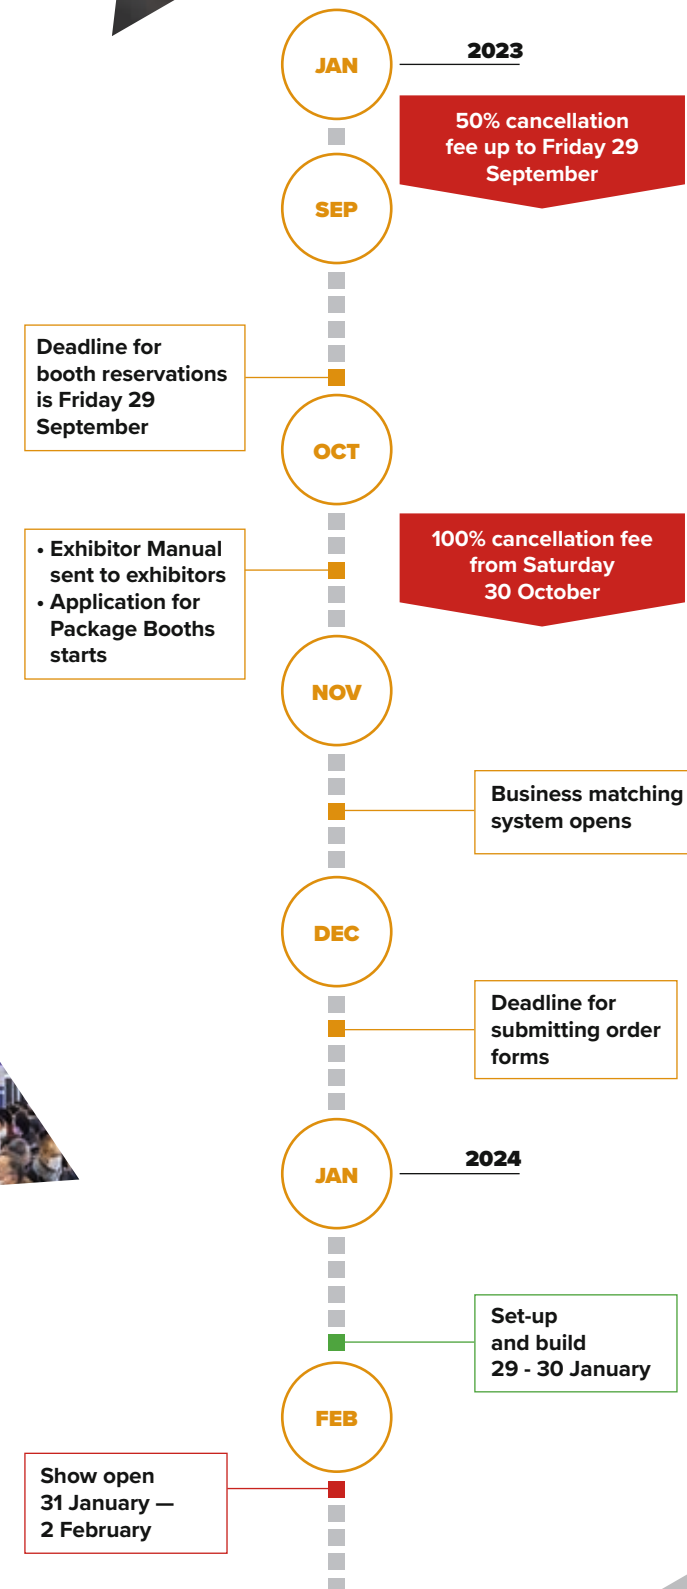 JAN
2023
50% cancellation
fee up to Friday 29
September
SEP
Deadline for
booth reservations
is Friday 29
September
OCT
• Exhibitor Manual
sent to exhibitors
• Application for
Package Booths
starts
100% cancellation fee
from Saturday
30 October
NOV
Business matching
system opens
DEC
Deadline for
submitting order
forms
JAN
2024
Set-up
and build
29 - 30 January
FEB
Show open
31 January —
2 February